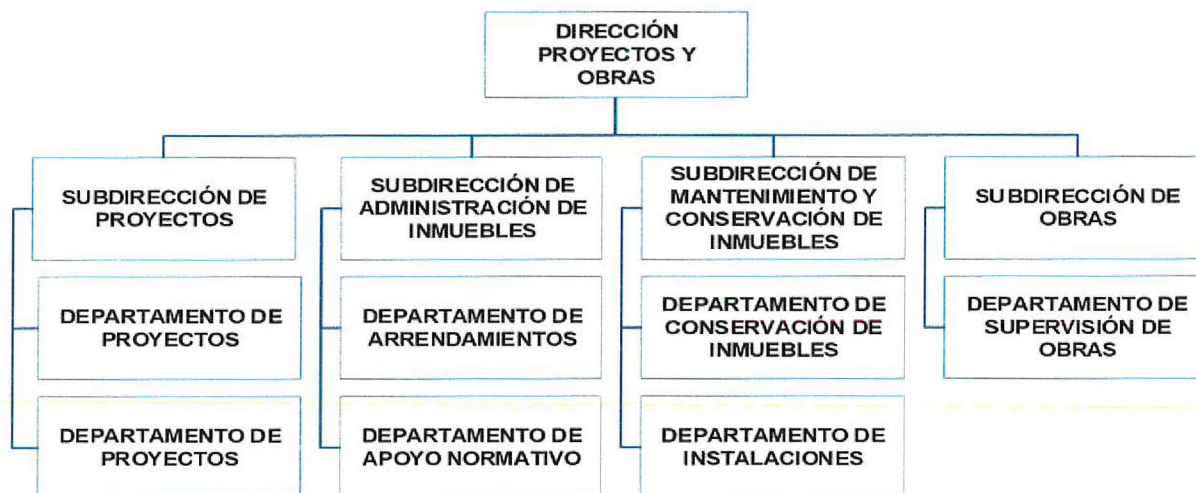 DIRECCIÓN
PROYECTOS Y
OBRAS
SUBDIRECCIÓN DE
PROYECTOS
SUBDIRECCIÓN DE
ADMINISTRACIÓN DE
INMUEBLES
SUBDIRECCIÓN DE
MANTENIMIENTO Y
CONSERVACIÓN DE
INMUEBLES
SUBDIRECCIÓN DE
OBRAS
DEPARTAMENTO DE
PROYECTOS
DEPARTAMENTO DE
ARRENDAMIENTOS
DEPARTAMENTO DE
CONSERVACIÓN DE
INMUEBLES
DEPARTAMENTO DE
SUPERVISIÓN DE
OBRAS
DEPARTAMENTO DE
PROYECTOS
DEPARTAMENTO DE
APOYO NORMATIVO
DEPARTAMENTO DE
INSTALACIONES